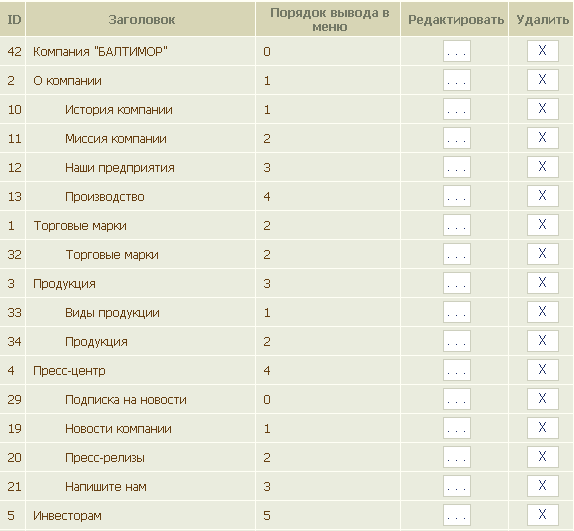 ID Заголовок Порядок вывода в меню Редактировать Удалить
42 Компания "БАЛТИМОР" 0 ... X
2 О компании 1 ... X
10 История компании 1 ... X
11 Миссия компании 2 ... X
12 Наши предприятия 3 ... X
13 Производство 4 ... X
1 Торговые марки 2 ... X
32 Торговые марки 2 ... X
3 Продукция 3 ... X
33 Виды продукции 1 ... X
34 Продукция 2 ... X
4 Пресс-центр 4 ... X
29 Подписка на новости 0 ... X
19 Новости компании 1 ... X
20 Пресс-релизы 2 ... X
21 Напишите нам 3 ... X
5 Инвесторам 5 ... X